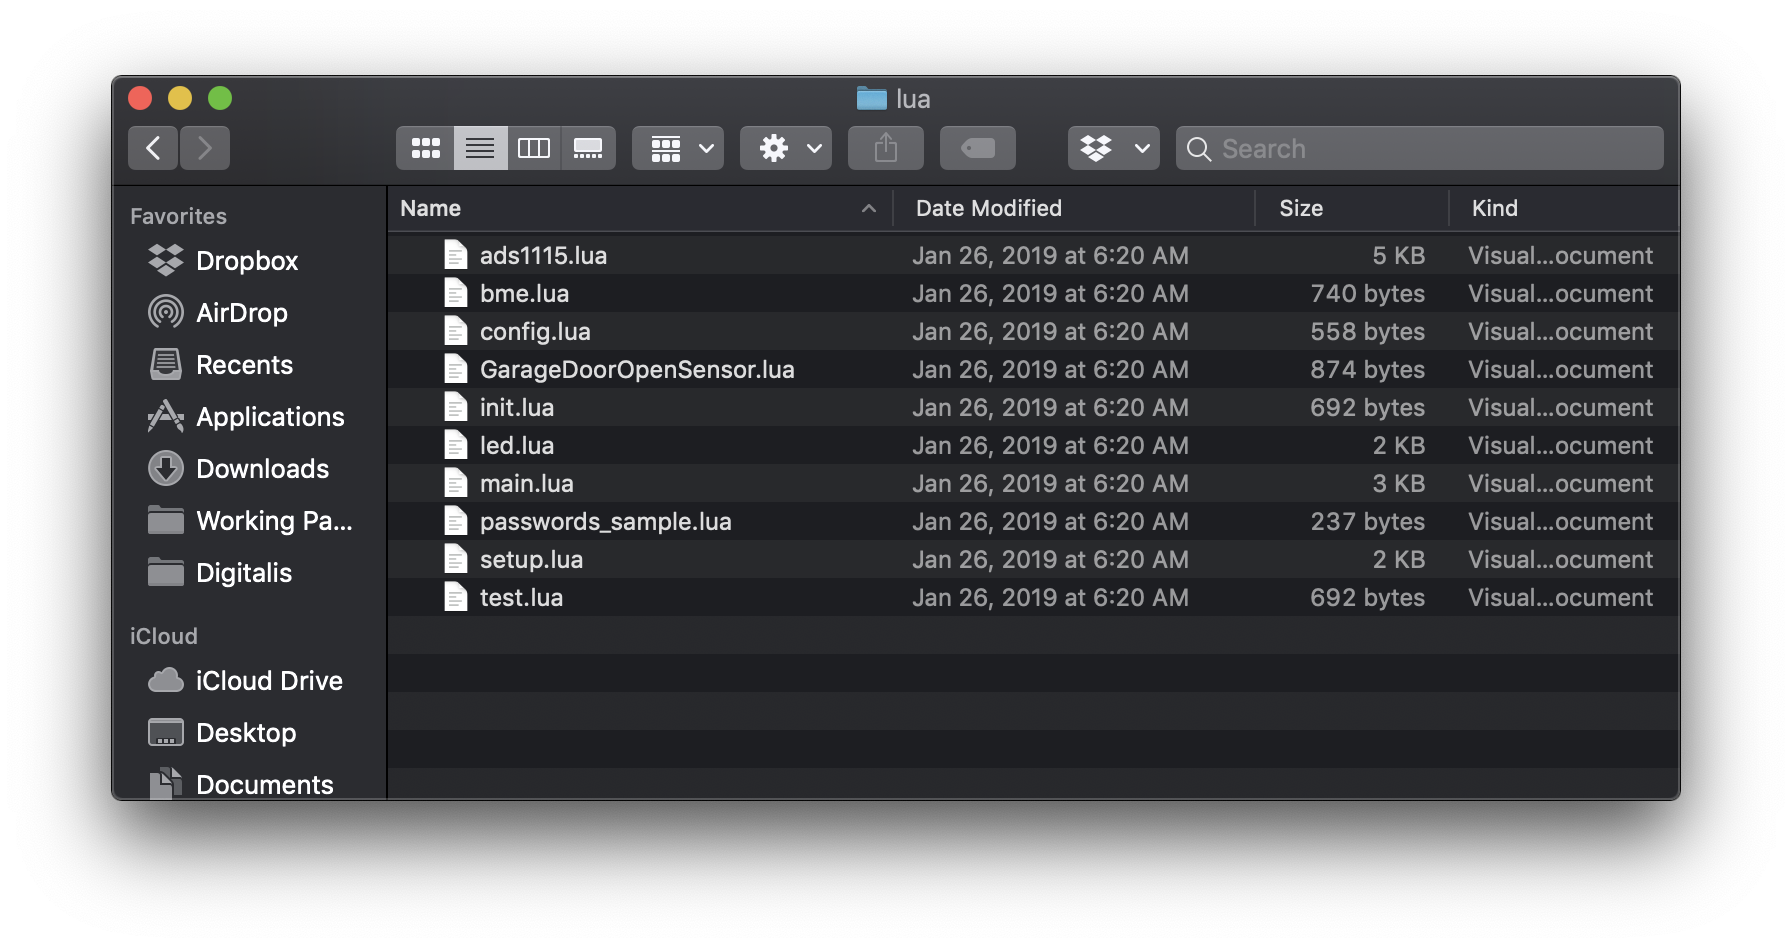 lua
Search
Favorites
Dropbox
AirDrop
Recents
Applications
Downloads
Working Pa...
Digitalis
iCloud
iCloud Drive
Desktop
Documents
Name Date Modified Size Kind
ads1115.lua Jan 26, 2019 at 6:20 AM 5 KB Visual...ocument
bme.lua Jan 26, 2019 at 6:20 AM 740 bytes Visual...ocument
config.lua Jan 26, 2019 at 6:20 AM 558 bytes Visual...ocument
GarageDoorOpenSensor.lua Jan 26, 2019 at 6:20 AM 874 bytes Visual...ocument
init.lua Jan 26, 2019 at 6:20 AM 692 bytes Visual...ocument
led.lua Jan 26, 2019 at 6:20 AM 2 KB Visual...ocument
main.lua Jan 26, 2019 at 6:20 AM 3 KB Visual...ocument
passwords_sample.lua Jan 26, 2019 at 6:20 AM 237 bytes Visual...ocument
setup.lua Jan 26, 2019 at 6:20 AM 2 KB Visual...ocument
test.lua Jan 26, 2019 at 6:20 AM 692 bytes Visual...ocument